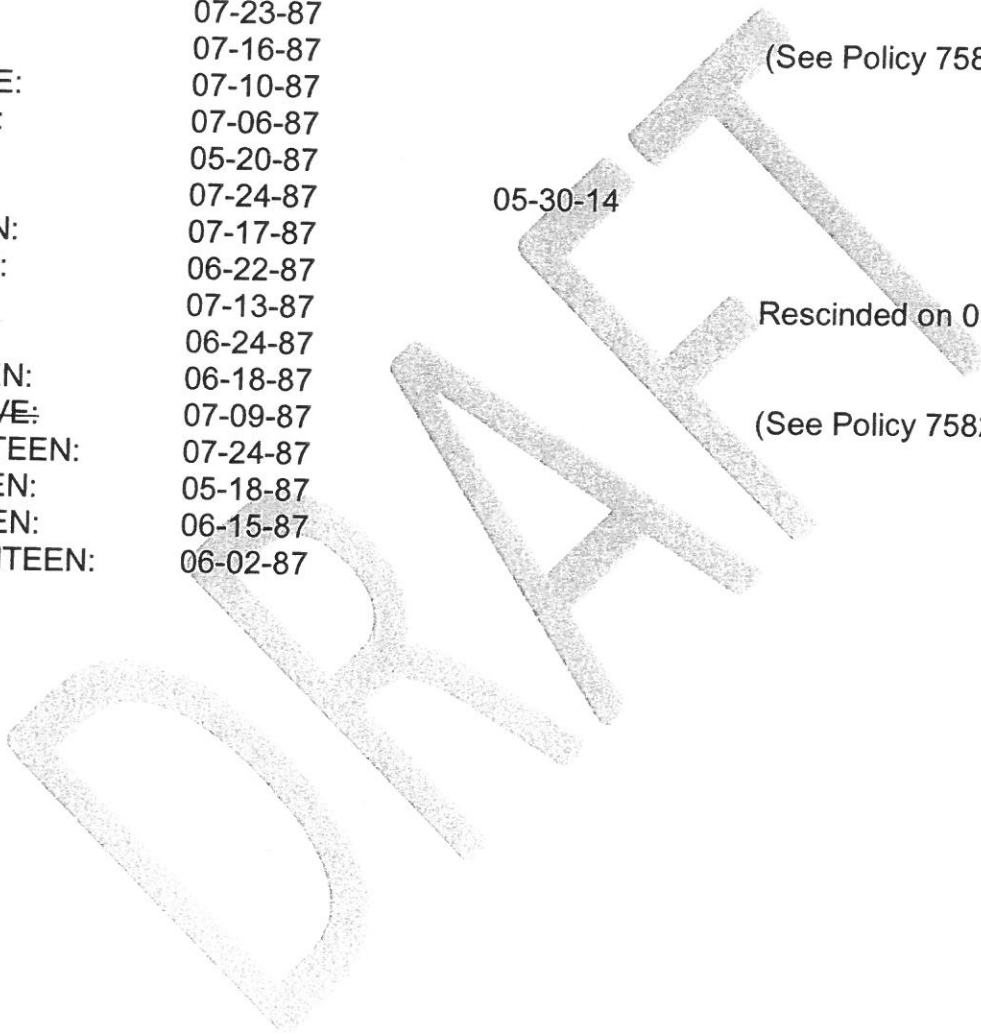 07-23-87
07-16-87 (See Policy 758
E: 07-10-87
: 07-06-87
05-20-87
07-24-87 05-30-14
N: 07-17-87
: 06-22-87
07-13-87 Rescinded on 0
06-24-87
EN: 06-18-87
VE: 07-09-87 (See Policy 7582
TEEN: 07-24-87
EN: 05-18-87
EN: 06-15-87
TEEN: 06-02-87
DRAFT